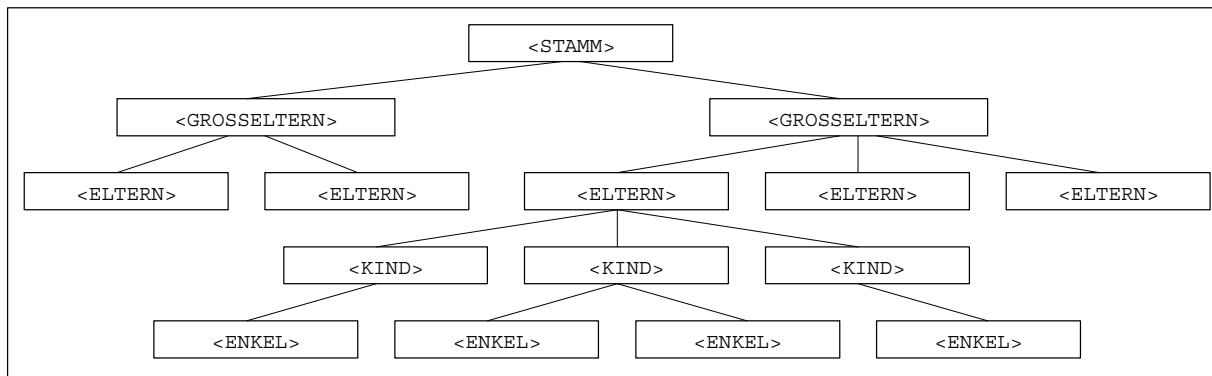 <STAMM>
<GROSSELTERN> <GROSSELTERN>
<ELTERN> <ELTERN> <ELTERN> <ELTERN> <ELTERN>
<KIND> <KIND> <KIND>
<ENKEL> <ENKEL> <ENKEL> <ENKEL>